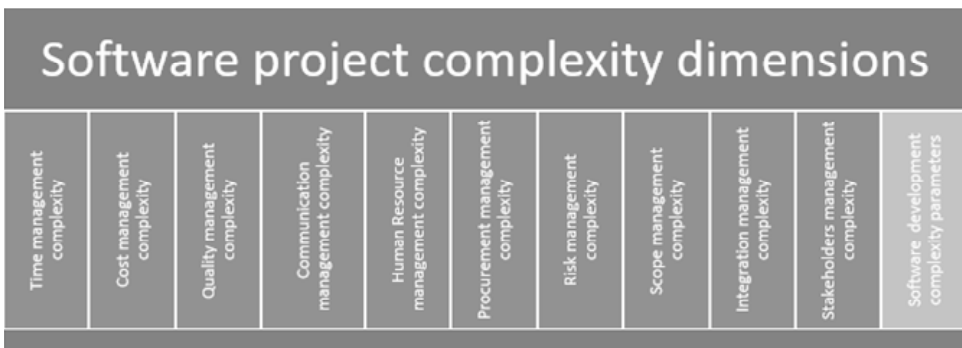 Software project complexity dimensions
Time management
complexity
Cost management
complexity
Quality management
complexity
Communication
management complexity
Human Resource
management complexity
Procurement management
complexity
Risk management
complexity
Scope management
complexity
Integration management
complexity
Stakeholders management
complexity
Software development
complexity parameters